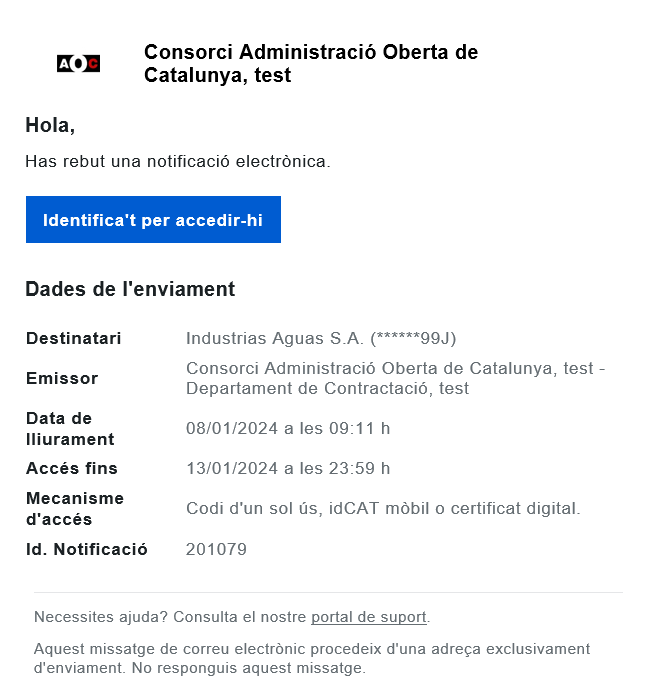 AOC
Consorci Administració Oberta de
Catalunya, test
Hola,
Has rebut una notificació electrònica.
Identifica't per accedir-hi
Dades de l'enviament
Destinatari Industrias Aguas S.A. (******99J)
Emissor Consorci Administració Oberta de Catalunya, test -
Departament de Contractació, test
Data de
lliurament 08/01/2024 a les 09:11 h
Accés fins 13/01/2024 a les 23:59 h
Mecanisme
d'accés Codi d'un sol ús, idCAT mòbil o certificat digital.
Id. Notificació 201079
Necessites ajuda? Consulta el nostre portal de suport.
Aquest missatge de correu electrònic procedeix d'una adreça exclusivament
d'enviament. No responguis aquest missatge.